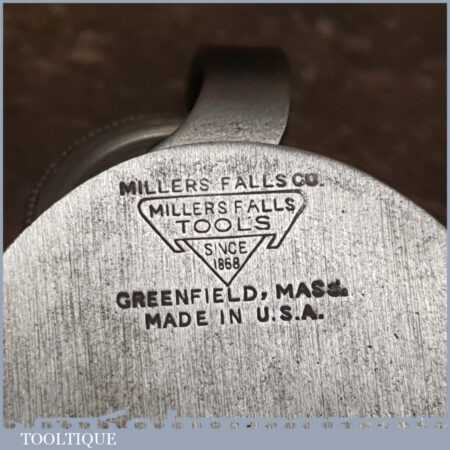 MILLERS FALLS CO.
MILLERS FALLS
TOOLS
SINCE
1868
GREENFIELD, MASS.
MADE IN U.S.A.
TOOLTIQUE